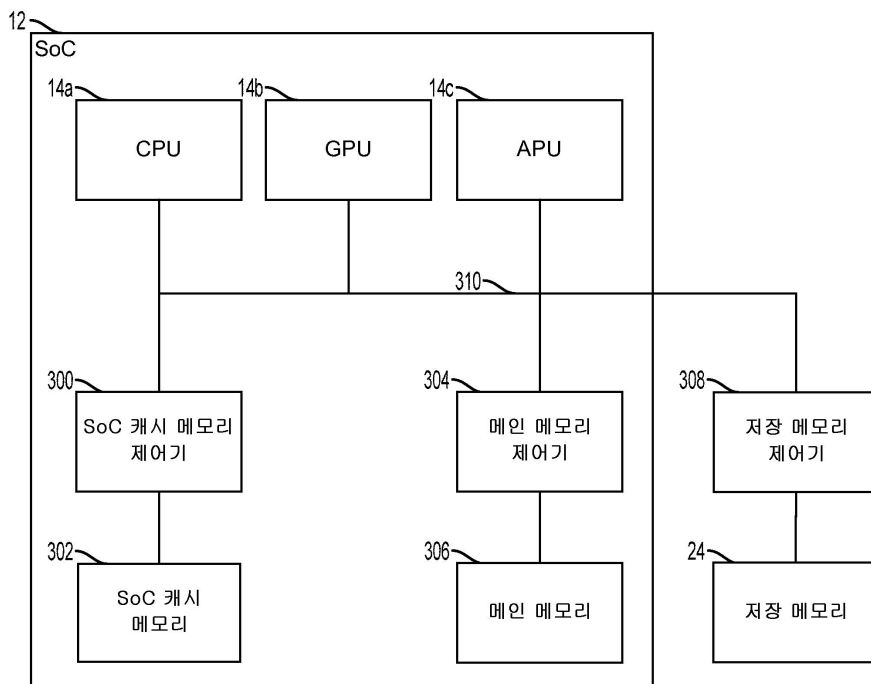 12
SoC
14a
14b
14c
CPU
GPU
APU
310
300
304
308
SoC 캐시 메모리
제어기
메인 메모리
제어기
저장 메모리
제어기
302
306
24
SoC 캐시
메모리
메인 메모리
저장 메모리